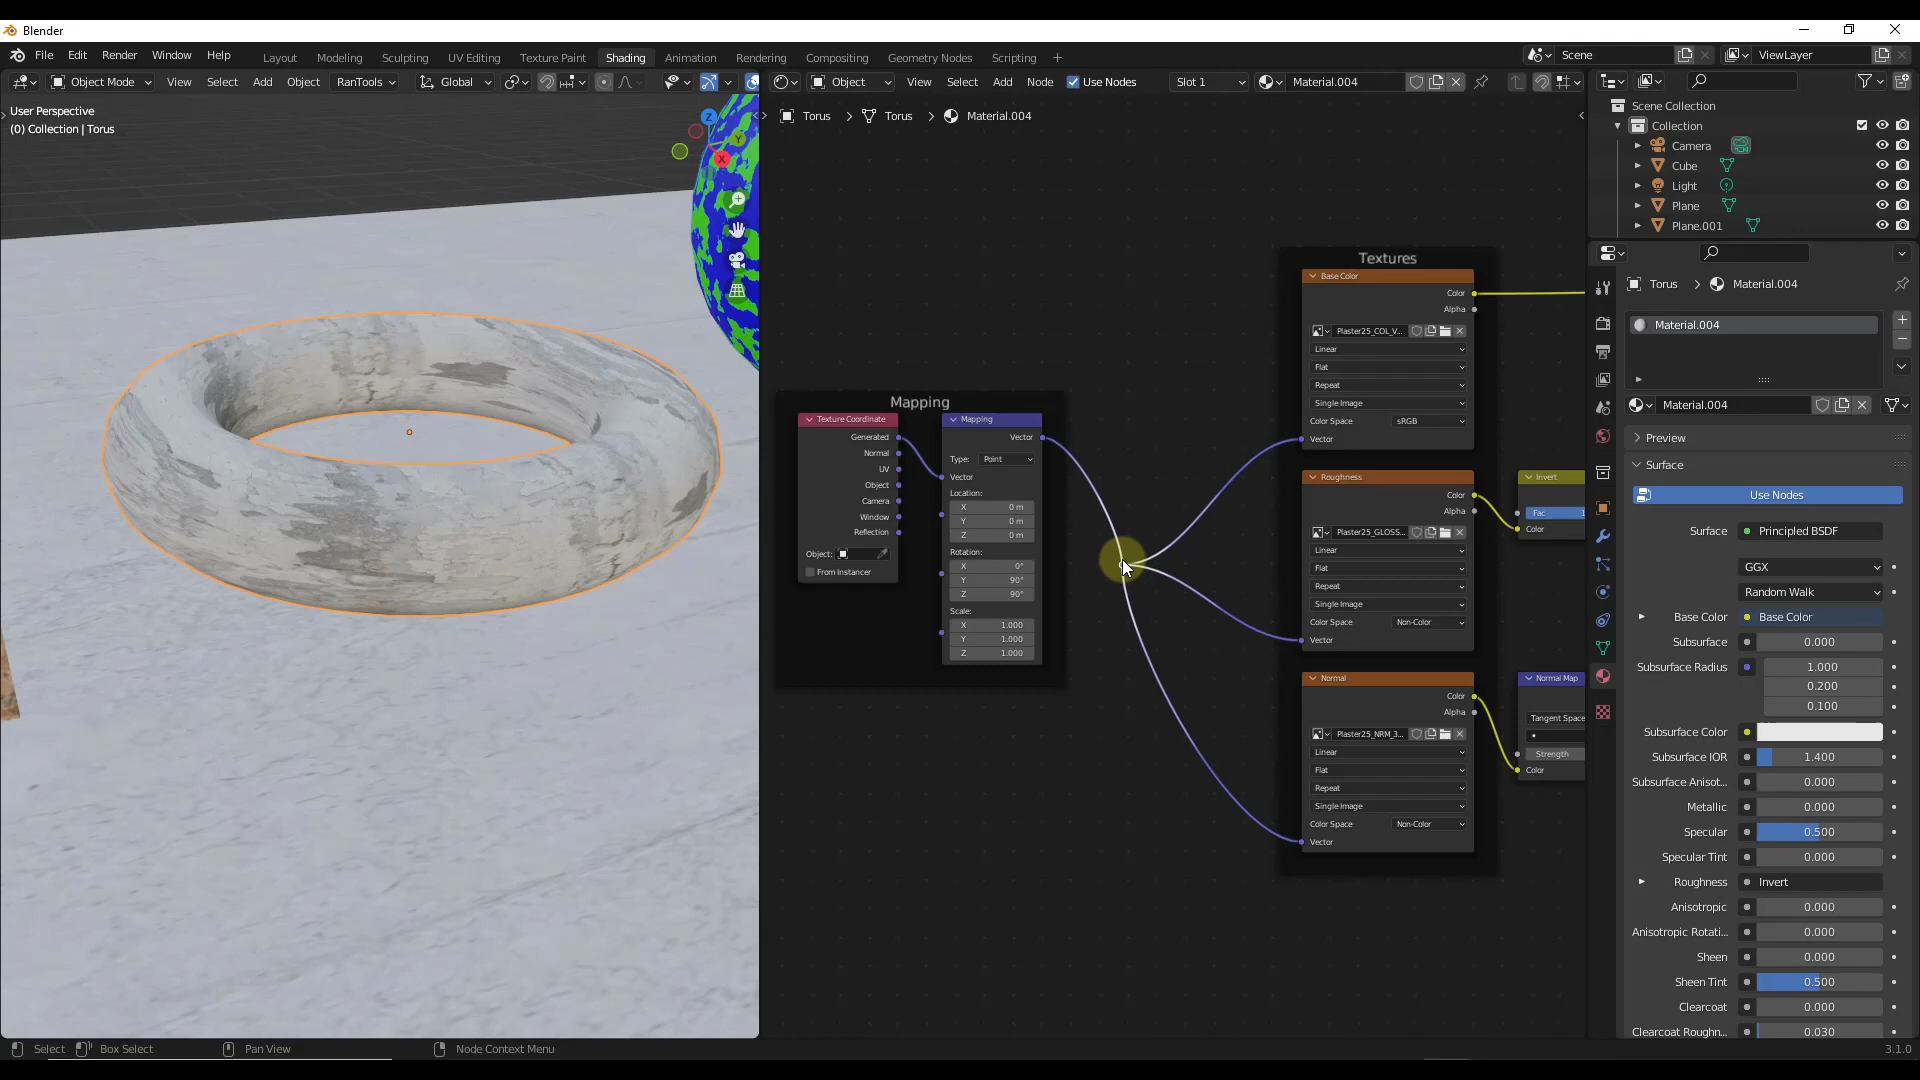 Blender
File Edit Render Window Help
Layout Modeling Sculpting UV Editing Texture Paint Shading Animation Rendering Compositing Geometry Nodes Scripting +
Scene
ViewLayer
Object Mode View Select Add Object RanTools Global
Object View Select Add Node Use Nodes Slot 1 Material.004
User Perspective
(0) Collection | Torus
Z
Y
X
Torus > Torus > Material.004
Mapping
Texture Coordinate
Generated
Normal
UV
Object
Camera
Window
Reflection
Object:
From Instancer
Mapping
Vector
Type: Point
Vector
Location:
X 0 m
Y 0 m
Z 0 m
Rotation:
X 0°
Y 90°
Z 90°
Scale:
X 1.000
Y 1.000
Z 1.000
Textures
Base Color
Color
Alpha
Plaster25_COL_V...
Linear
Flat
Repeat
Single Image
Color Space sRGB
Vector
Roughness
Color
Alpha
Plaster25_GLOSS...
Linear
Flat
Repeat
Single Image
Color Space Non-Color
Vector
Normal
Color
Alpha
Plaster25_NRM_3...
Linear
Flat
Repeat
Single Image
Color Space Non-Color
Vector
Invert
Fac 1
Color
Normal Map
Tangent Space
Strength
Color
Scene Collection
Collection
Camera
Cube
Light
Plane
Plane.001
Torus > Material.004
Material.004
Material.004
Preview
Surface
Use Nodes
Surface Principled BSDF
GGX
Random Walk
Base Color Base Color
Subsurface 0.000
Subsurface Radius 1.000
0.200
0.100
Subsurface Color
Subsurface IOR 1.400
Subsurface Anisot... 0.000
Metallic 0.000
Specular 0.500
Specular Tint 0.000
Roughness Invert
Anisotropic 0.000
Anisotropic Rotati... 0.000
Sheen 0.000
Sheen Tint 0.500
Clearcoat 0.000
Clearcoat Roughn... 0.030
Select Box Select Pan View Node Context Menu 3.1.0